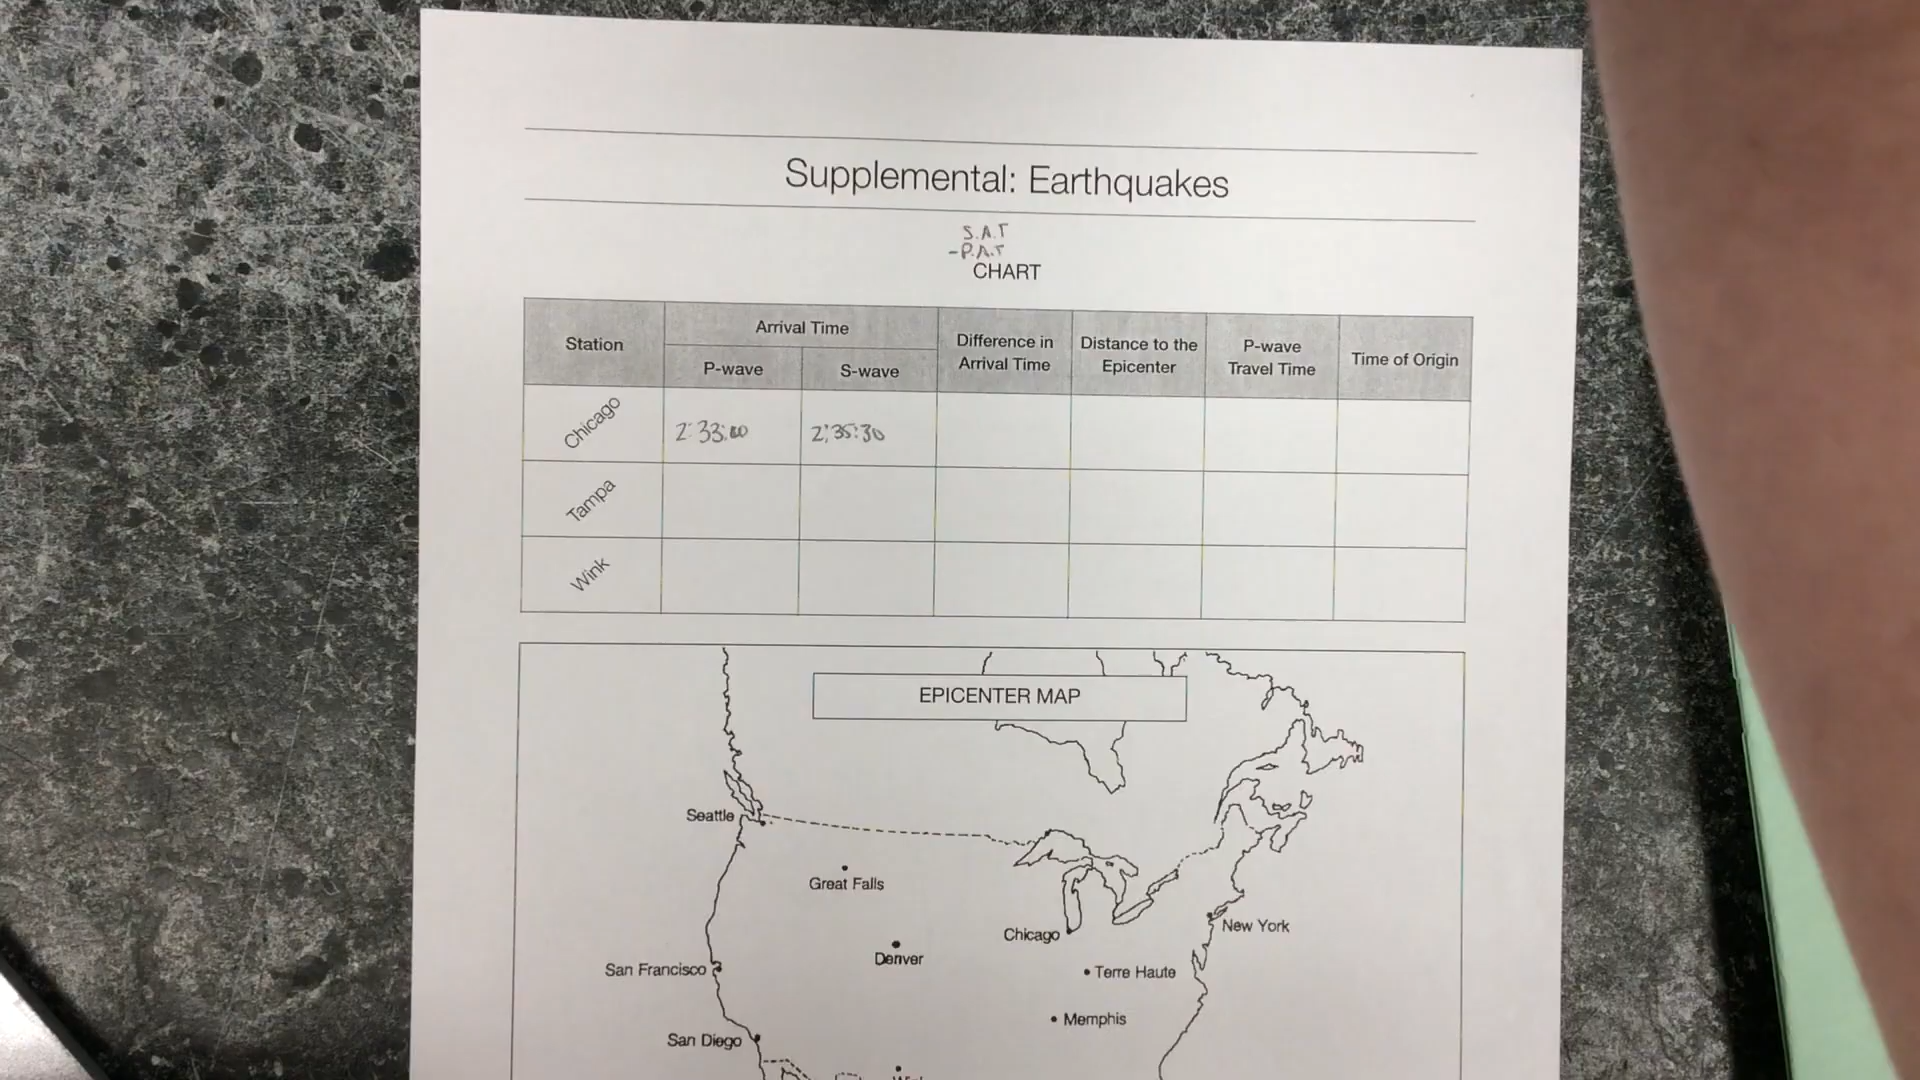 Supplemental: Earthquakes
S.A.T
-P.A.T
CHART
Station
Arrival Time
P-wave
S-wave
Difference in
Arrival Time
Distance to the
Epicenter
P-wave
Travel Time
Time of Origin
Chicago
2:33:00
2:35:30
Tampa
Wink
EPICENTER MAP
Seattle
Great Falls
Chicago
New York
Denver
San Francisco
Terre Haute
Memphis
San Diego